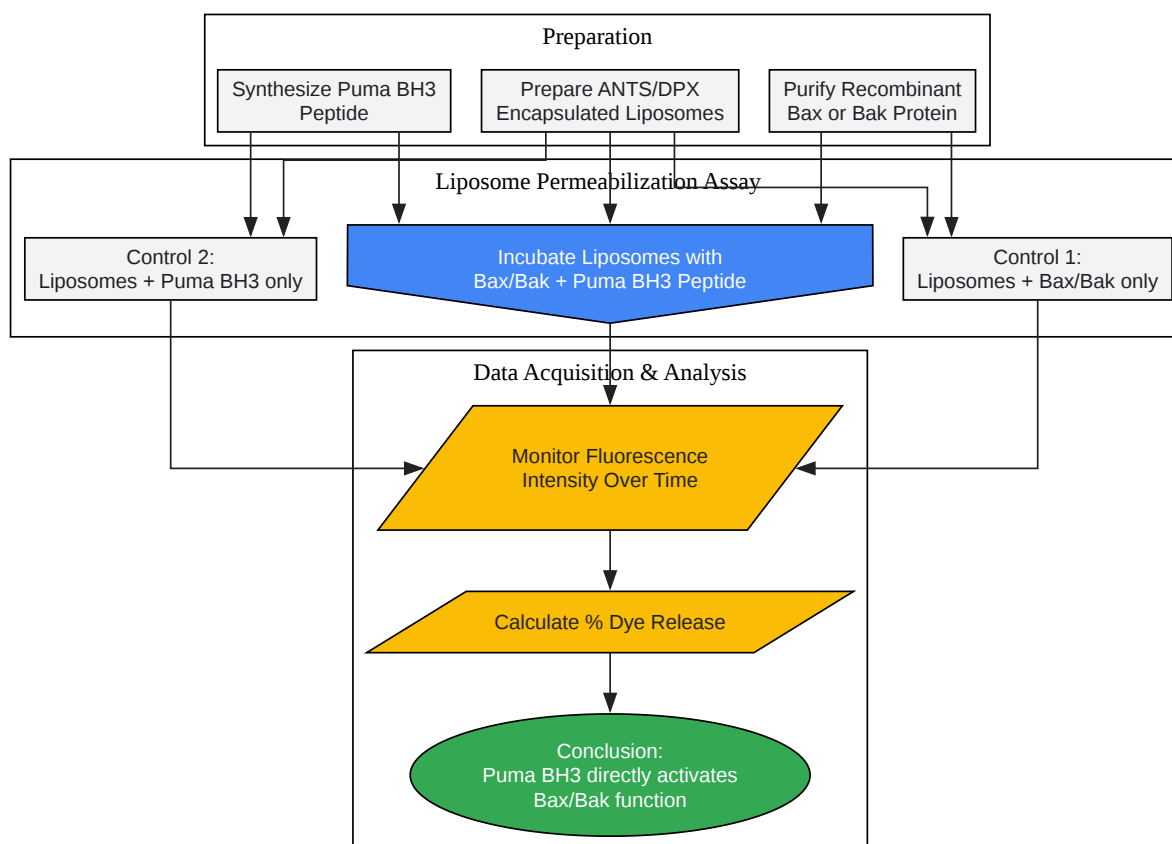 Preparation
Synthesize Puma BH3
Peptide
Prepare ANTS/DPX
Encapsulated Liposomes
Purify Recombinant
Bax or Bak Protein
Liposome Permeabilization Assay
Control 2:
Liposomes + Puma BH3 only
Incubate Liposomes with
Bax/Bak + Puma BH3 Peptide
Control 1:
Liposomes + Bax/Bak only
Data Acquisition & Analysis
Monitor Fluorescence
Intensity Over Time
Calculate % Dye Release
Conclusion:
Puma BH3 directly activates
Bax/Bak function